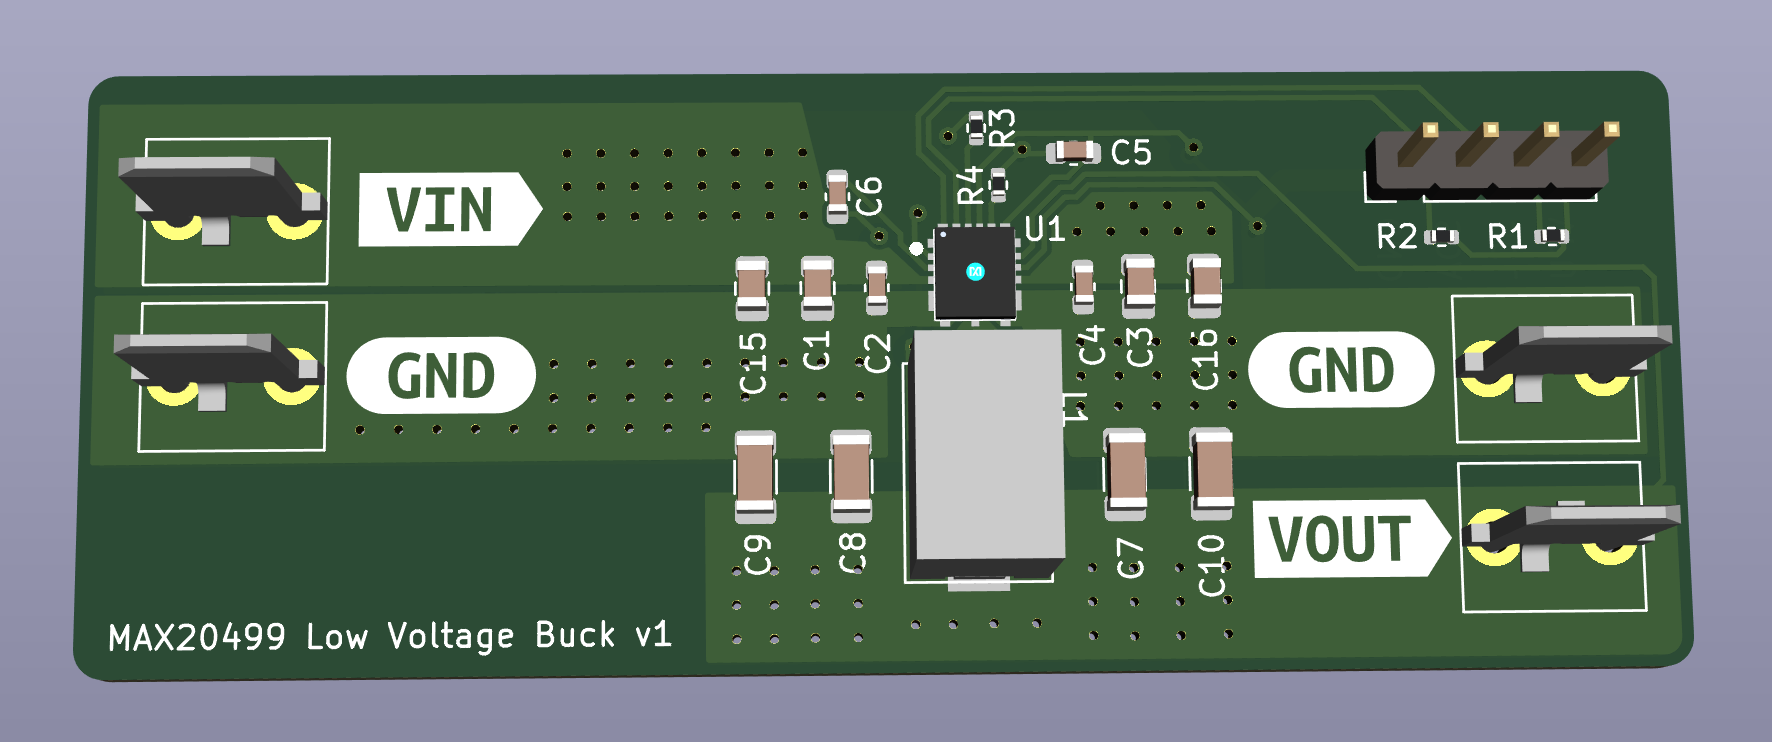 VIN
GND
R3
R4
C5
C6
U1
R2
R1
C15
C1
C2
C4
C3
C16
GND
L1
C9
C8
C7
C10
VOUT
MAX20499 Low Voltage Buck v1